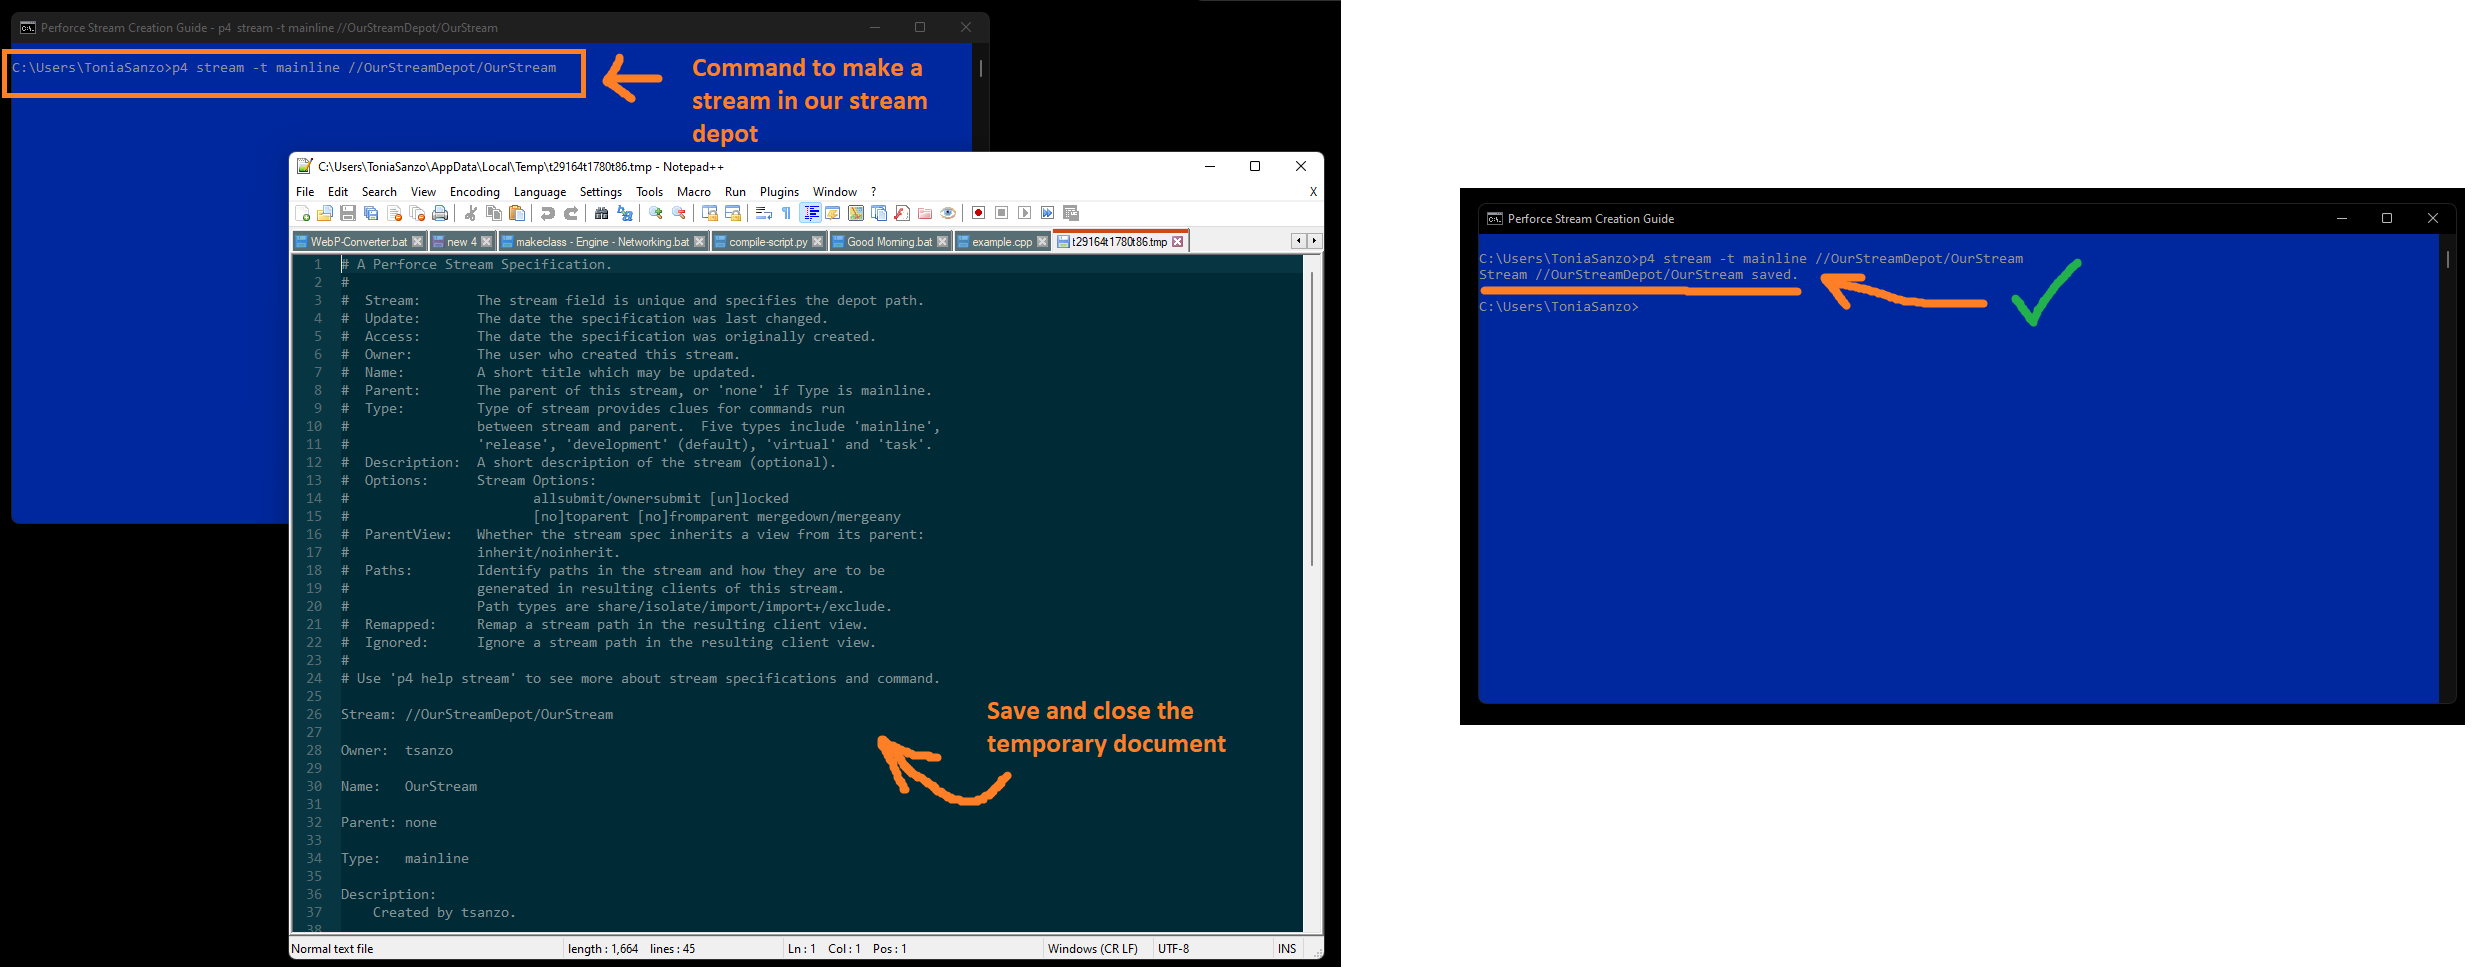 Perforce Stream Creation Guide - p4  stream -t mainline //OurStreamDepot/OurStream
C:\Users\ToniaSanzo>p4 stream -t mainline //OurStreamDepot/OurStream
Command to make a
stream in our stream
depot
C:\Users\ToniaSanzo\AppData\Local\Temp\t29164t1780t86.tmp - Notepad++
File Edit Search View Encoding Language Settings Tools Macro Run Plugins Window ?
X
WebP-Converter.bat new 4 makeclass - Engine - Networking.bat compile-script.py Good Morning.bat example.cpp t29164t1780t86.tmp
1 # A Perforce Stream Specification.
2 #
3 #  Stream:       The stream field is unique and specifies the depot path.
4 #  Update:       The date the specification was last changed.
5 #  Access:       The date the specification was originally created.
6 #  Owner:        The user who created this stream.
7 #  Name:         A short title which may be updated.
8 #  Parent:       The parent of this stream, or 'none' if Type is mainline.
9 #  Type:         Type of stream provides clues for commands run
10 #                between stream and parent.  Five types include 'mainline',
11 #                'release', 'development' (default), 'virtual' and 'task'.
12 #  Description:  A short description of the stream (optional).
13 #  Options:      Stream Options:
14 #                       allsubmit/ownersubmit [un]locked
15 #                       [no]toparent [no]fromparent mergedown/mergeany
16 #  ParentView:   Whether the stream spec inherits a view from its parent:
17 #                inherit/noinherit.
18 #  Paths:        Identify paths in the stream and how they are to be
19 #                generated in resulting clients of this stream.
20 #                Path types are share/isolate/import/import+/exclude.
21 #  Remapped:     Remap a stream path in the resulting client view.
22 #  Ignored:      Ignore a stream path in the resulting client view.
23 #
24 # Use 'p4 help stream' to see more about stream specifications and command.
25
26 Stream: //OurStreamDepot/OurStream
27
28 Owner:  tsanzo
29
30 Name:   OurStream
31
32 Parent: none
33
34 Type:   mainline
35
36 Description:
37     Created by tsanzo.
38
Save and close the
temporary document
Normal text file length : 1,664 lines : 45 Ln : 1 Col : 1 Pos : 1 Windows (CR LF) UTF-8 INS
Perforce Stream Creation Guide
C:\Users\ToniaSanzo>p4 stream -t mainline //OurStreamDepot/OurStream
Stream //OurStreamDepot/OurStream saved.
C:\Users\ToniaSanzo>